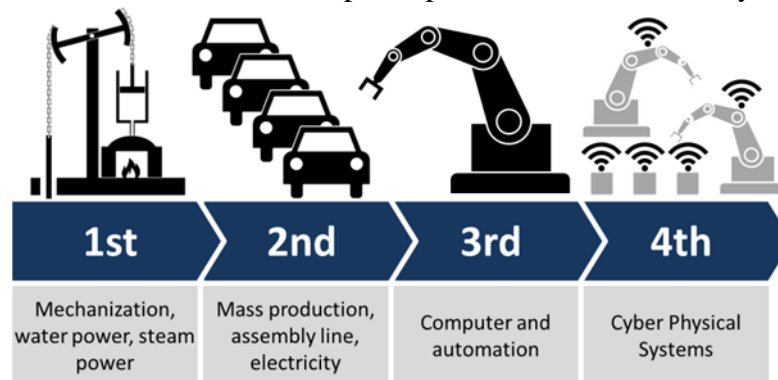 1st
2nd
3rd
4th
Mechanization,
water power, steam
power
Mass production,
assembly line,
electricity
Computer and
automation
Cyber Physical
Systems